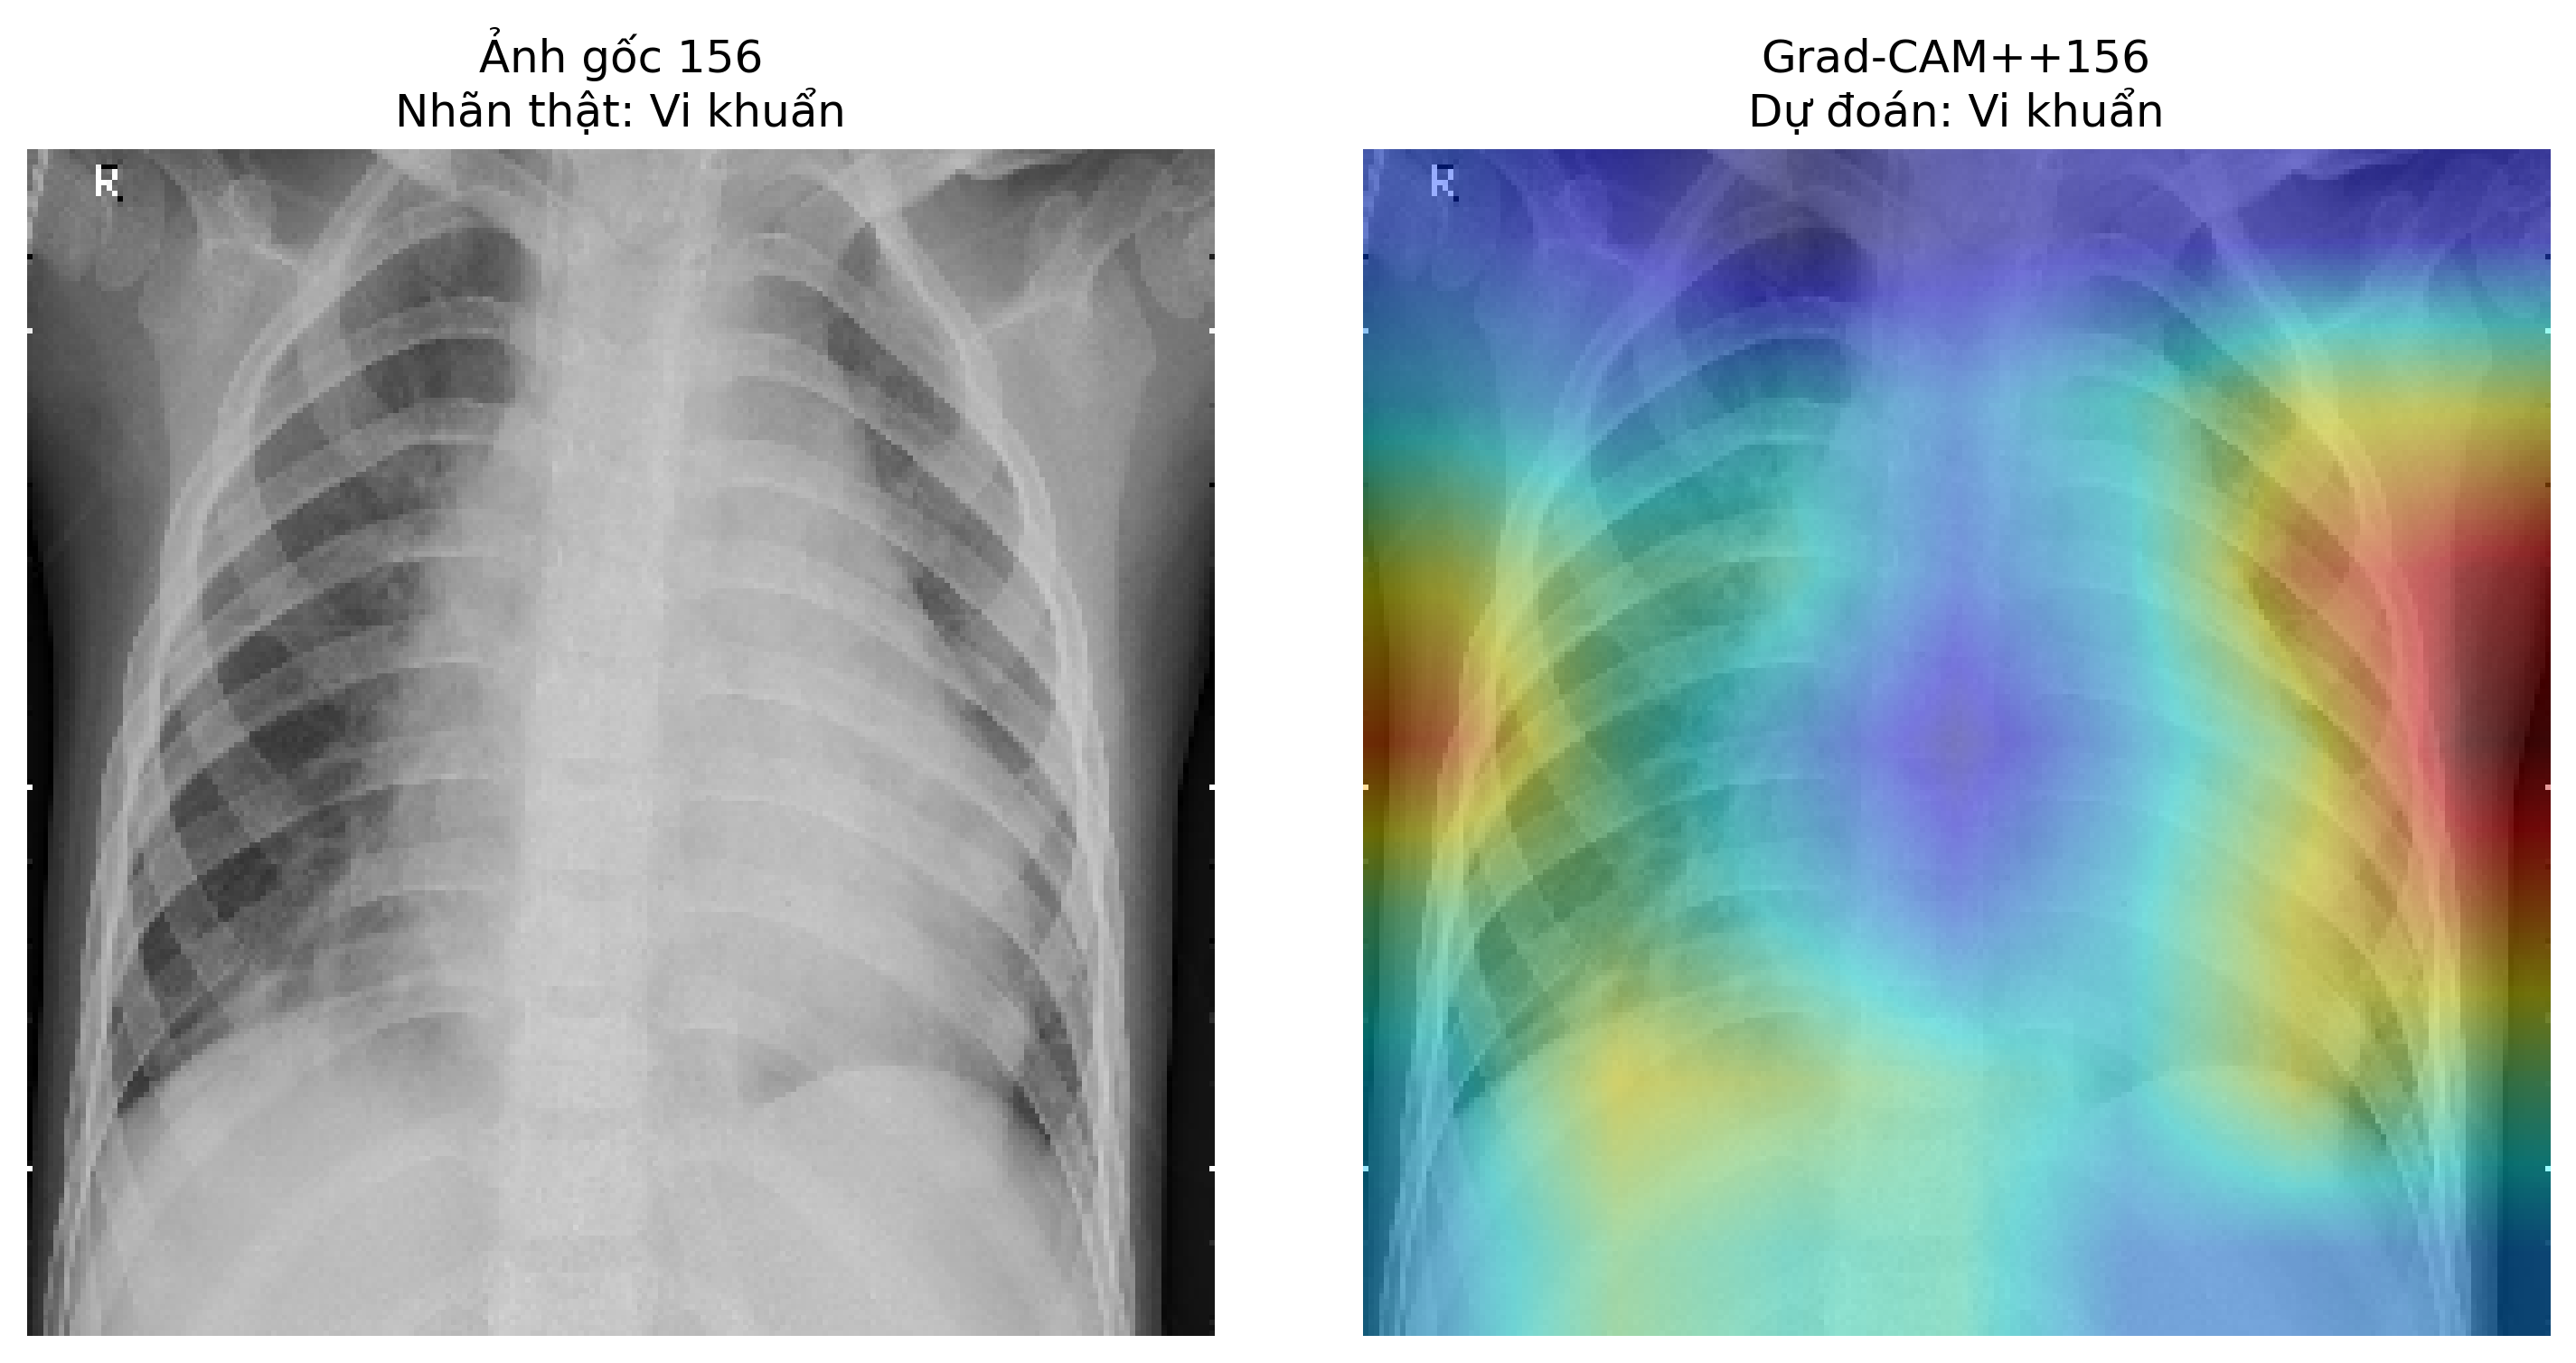 Ảnh gốc 156
Nhãn thật: Vi khuẩn
Grad-CAM++156
Dự đoán: Vi khuẩn
R
R